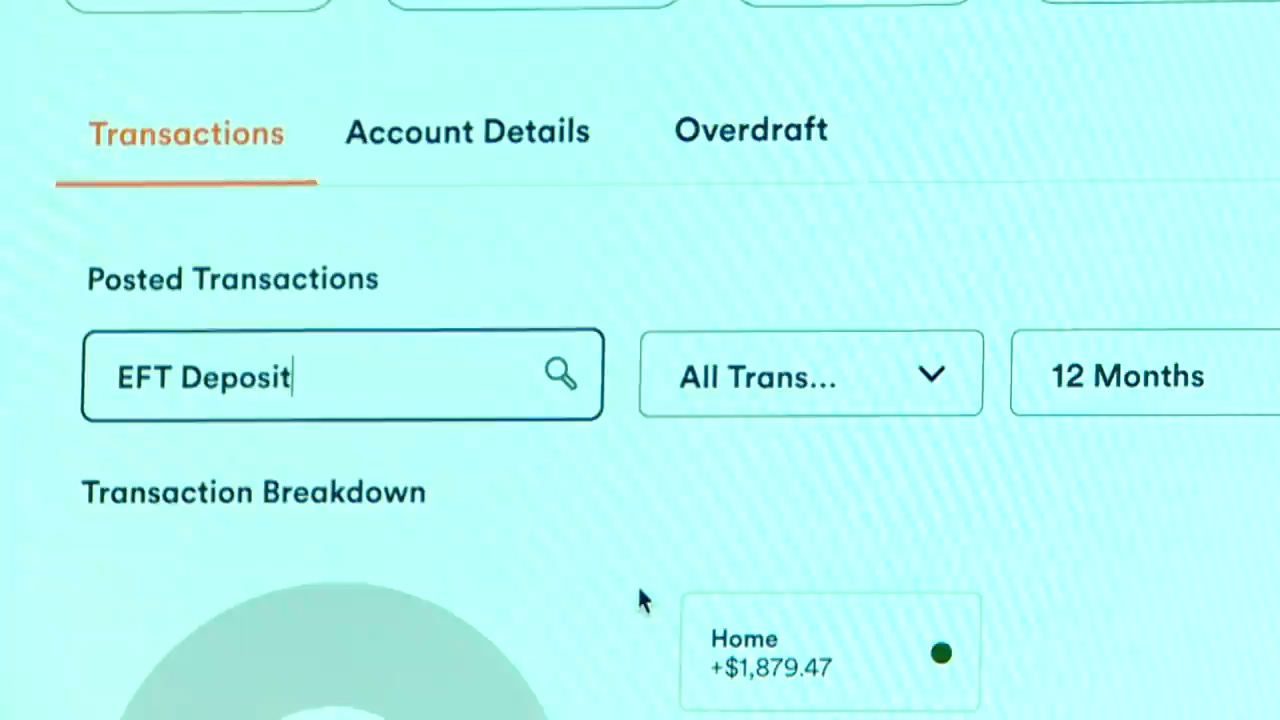 Transactions Account Details Overdraft
Posted Transactions
EFT Deposit All Trans... 12 Months
Transaction Breakdown
Home
+$1,879.47